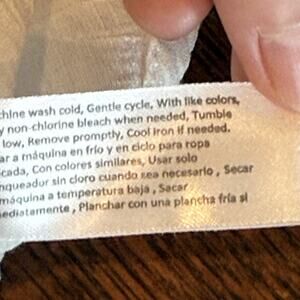 chine wash cold, Gentle cycle, With like colors,
y non-chlorine bleach when needed, Tumble
low, Remove promptly, Cool iron if needed.
ar a máquina en frío y en ciclo para ropa
cada, Con colores similares, Usar solo
nqueador sin cloro cuando sea necesario , Secar
máquina a temperatura baja , Sacar
ediatamente , Planchar con una plancha fría si